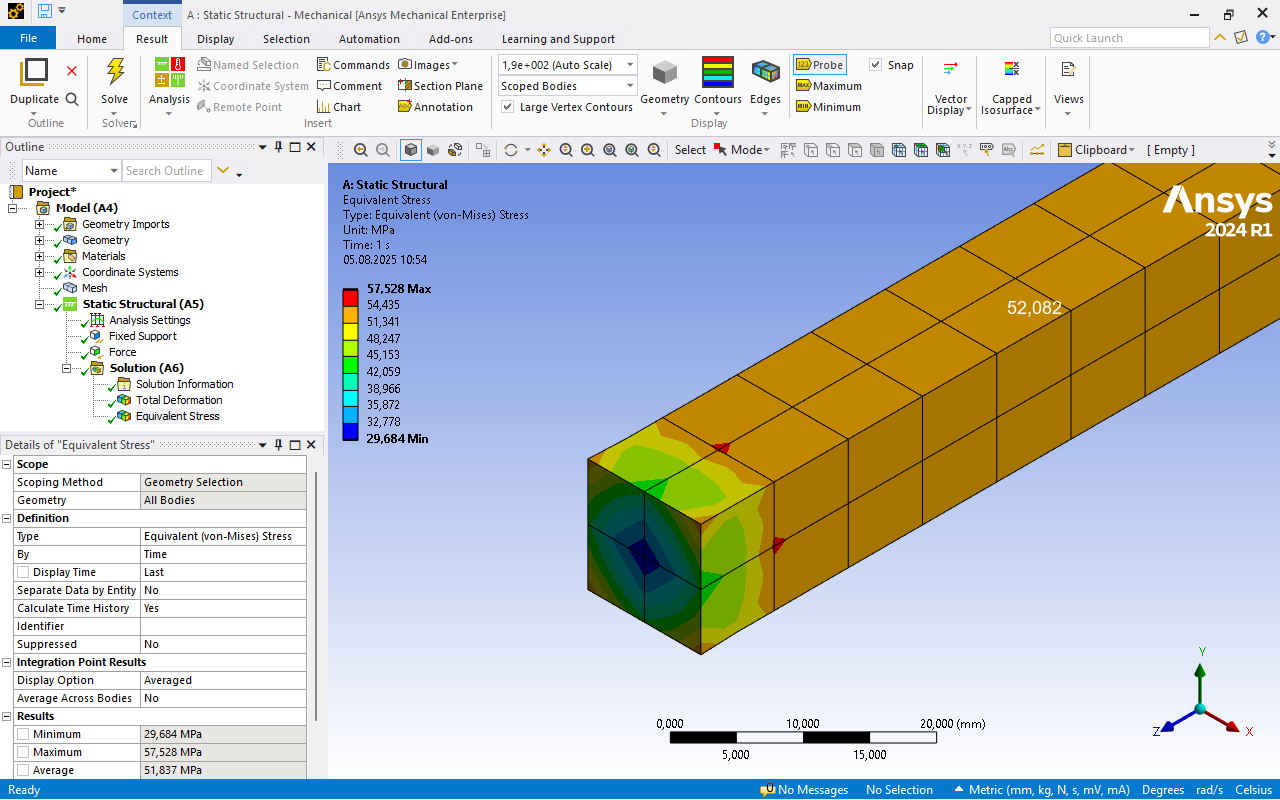 Context A : Static Structural - Mechanical [Ansys Mechanical Enterprise]
File Home Result Display Selection Automation Add-ons Learning and Support Quick Launch
Duplicate
Outline
Solve
Solver
Analysis
Named Selection
Coordinate System
Remote Point
Commands
Comment
Chart
Images
Section Plane
Annotation
Insert
1,9e+002 (Auto Scale)
Scoped Bodies
Large Vertex Contours
Geometry
Contours
Edges
Probe
Maximum
Minimum
Snap
Display
Vector Display
Capped Isosurface
Views
Outline
Name Search Outline
Select Mode Clipboard [ Empty ]
Project*
Model (A4)
Geometry Imports
Geometry
Materials
Coordinate Systems
Mesh
Static Structural (A5)
Analysis Settings
Fixed Support
Force
Solution (A6)
Solution Information
Total Deformation
Equivalent Stress
Details of "Equivalent Stress"
Scope
Scoping Method Geometry Selection
Geometry All Bodies
Definition
Type Equivalent (von-Mises) Stress
By Time
Display Time Last
Separate Data by Entity No
Calculate Time History Yes
Identifier
Suppressed No
Integration Point Results
Display Option Averaged
Average Across Bodies No
Results
Minimum 29,684 MPa
Maximum 57,528 MPa
Average 51,837 MPa
A: Static Structural
Equivalent Stress
Type: Equivalent (von-Mises) Stress
Unit: MPa
Time: 1 s
05.08.2025 10:54
57,528 Max
54,435
51,341
48,247
45,153
42,059
38,966
35,872
32,778
29,684 Min
Ansys
2024 R1
52,082
0,000 10,000 20,000 (mm)
5,000 15,000
Y
Z X
Ready No Messages No Selection Metric (mm, kg, N, s, mV, mA) Degrees rad/s Celsius